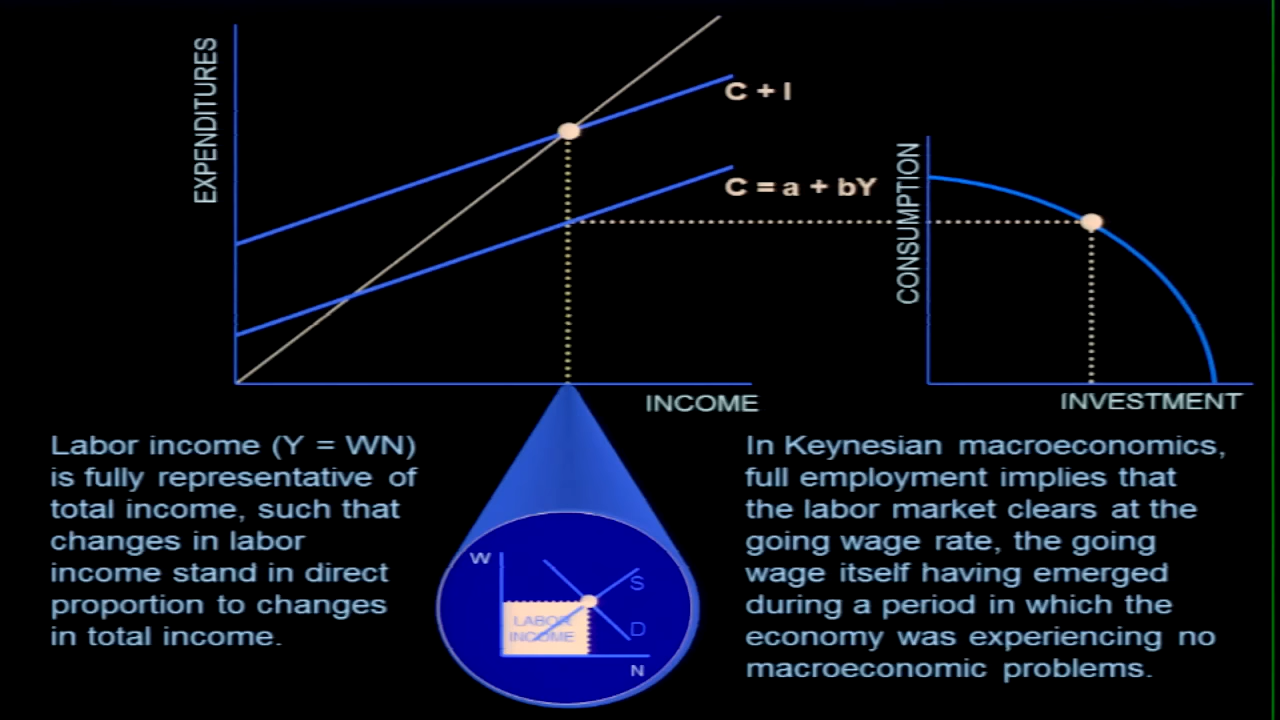 EXPENDITURES
C + I
C = a + bY
CONSUMPTION
INCOME
INVESTMENT
Labor income (Y = WN)
is fully representative of
total income, such that
changes in labor
income stand in direct
proportion to changes
in total income.
W
S
D
LABOR
INCOME
N
In Keynesian macroeconomics,
full employment implies that
the labor market clears at the
going wage rate, the going
wage itself having emerged
during a period in which the
economy was experiencing no
macroeconomic problems.